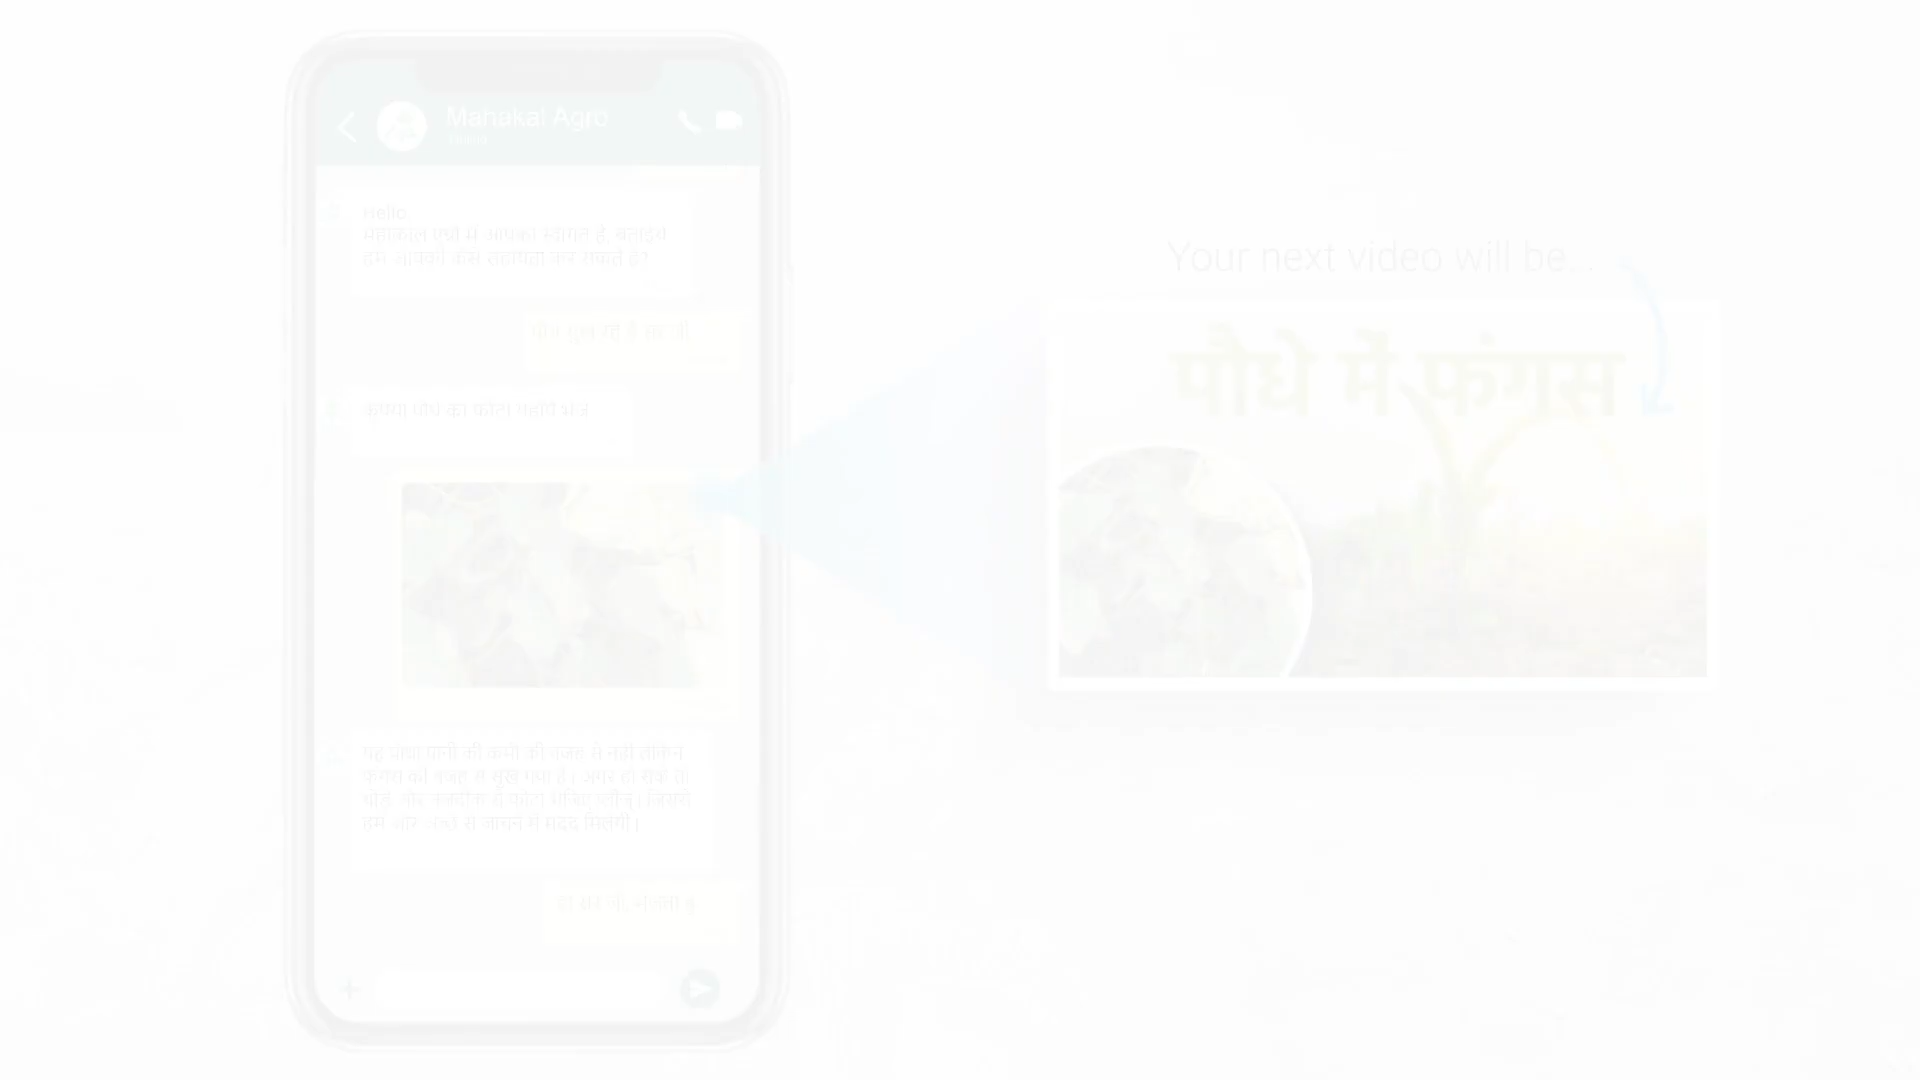 Mahakal Agro
Hello,
महाकाल एग्रो में आपका स्वागत है, बताइये
हम आपकी कैसे सहायता कर सकते है?
पौधे सूख रहे है सर जी
कृपया पौधे का फोटो यहाँपे भेजे
यह पौधा पानी की कमी की वजह से नहीं लेकिन
फंगस की वजह से सूख गया है। अगर हो सके तो
थोड़े और नजदीक से फोटो भेजिए प्लीज्। जिससे
हमे और अच्छे से जांचने में मदद मिलेगी।
Your next video will be...
पौधे में फंगस